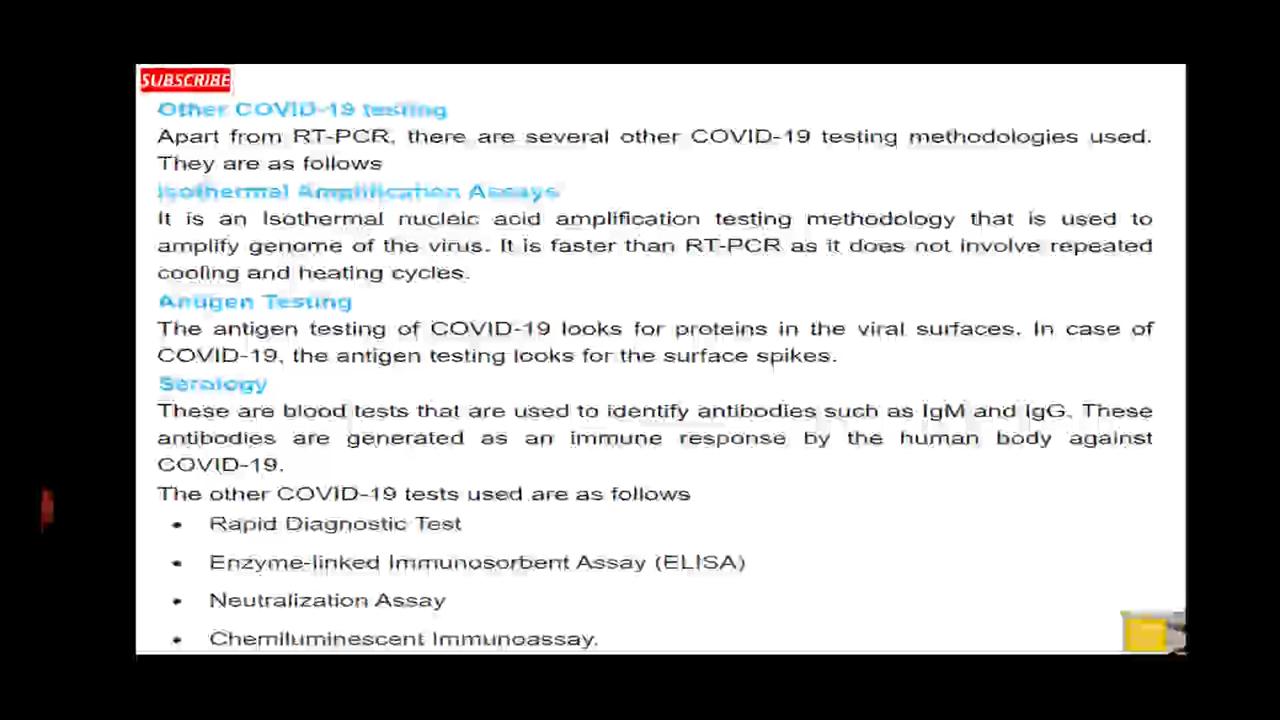 SUBSCRIBE
Other COVID-19 testing
Apart from RT-PCR, there are several other COVID-19 testing methodologies used.
They are as follows
Isothermal Amplification Assays
It is an Isothermal nucleic acid amplification testing methodology that is used to
amplify genome of the virus. It is faster than RT-PCR as it does not involve repeated
cooling and heating cycles.
Antigen Testing
The antigen testing of COVID-19 looks for proteins in the viral surfaces. In case of
COVID-19, the antigen testing looks for the surface spikes.
Serology
These are blood tests that are used to identify antibodies such as IgM and IgG. These
antibodies are generated as an immune response by the human body against
COVID-19.
The other COVID-19 tests used are as follows
• Rapid Diagnostic Test
• Enzyme-linked Immunosorbent Assay (ELISA)
• Neutralization Assay
• Chemiluminescent Immunoassay.